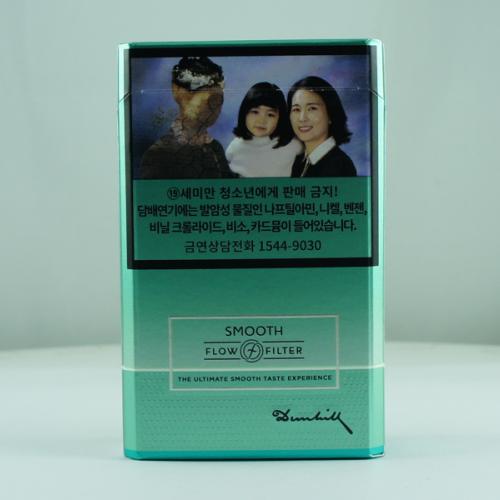 ⑲세미만 청소년에게 판매 금지!
담배연기에는 발암성 물질인 나프틸아민, 니켈, 벤젠,
비닐 크롤라이드, 비소, 카드뮴이 들어있습니다.
금연상담전화 1544-9030
SMOOTH
FLOW FILTER
THE ULTIMATE SMOOTH TASTE EXPERIENCE
Dunhill